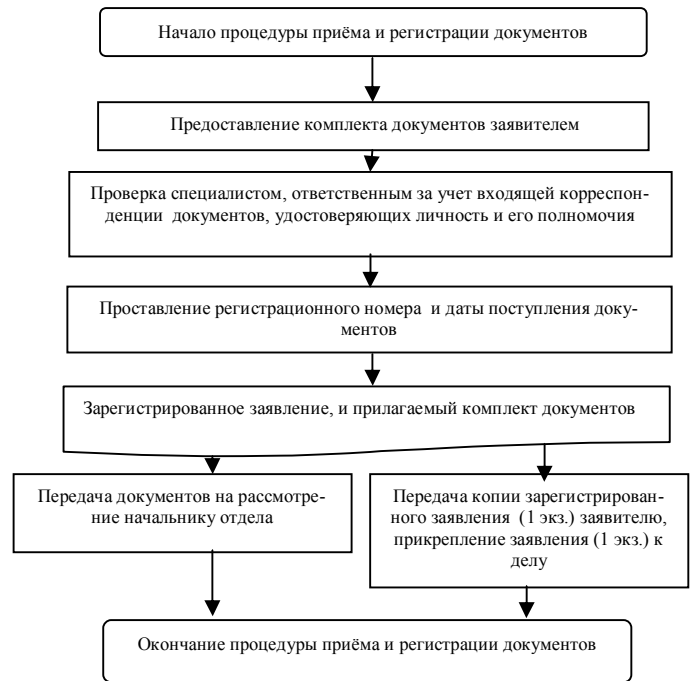 Начало процедуры приёма и регистрации документов
Предоставление комплекта документов заявителем
Проверка специалистом, ответственным за учет входящей корреспон-
денции документов, удостоверяющих личность и его полномочия
Проставление регистрационного номера и даты поступления доку-
ментов
Зарегистрированное заявление, и прилагаемый комплект документов
Передача документов на рассмотре-
ние начальнику отдела
Передача копии зарегистрирован-
ного заявления (1 экз.) заявителю,
прикрепление заявления (1 экз.) к
делу
Окончание процедуры приёма и регистрации документов